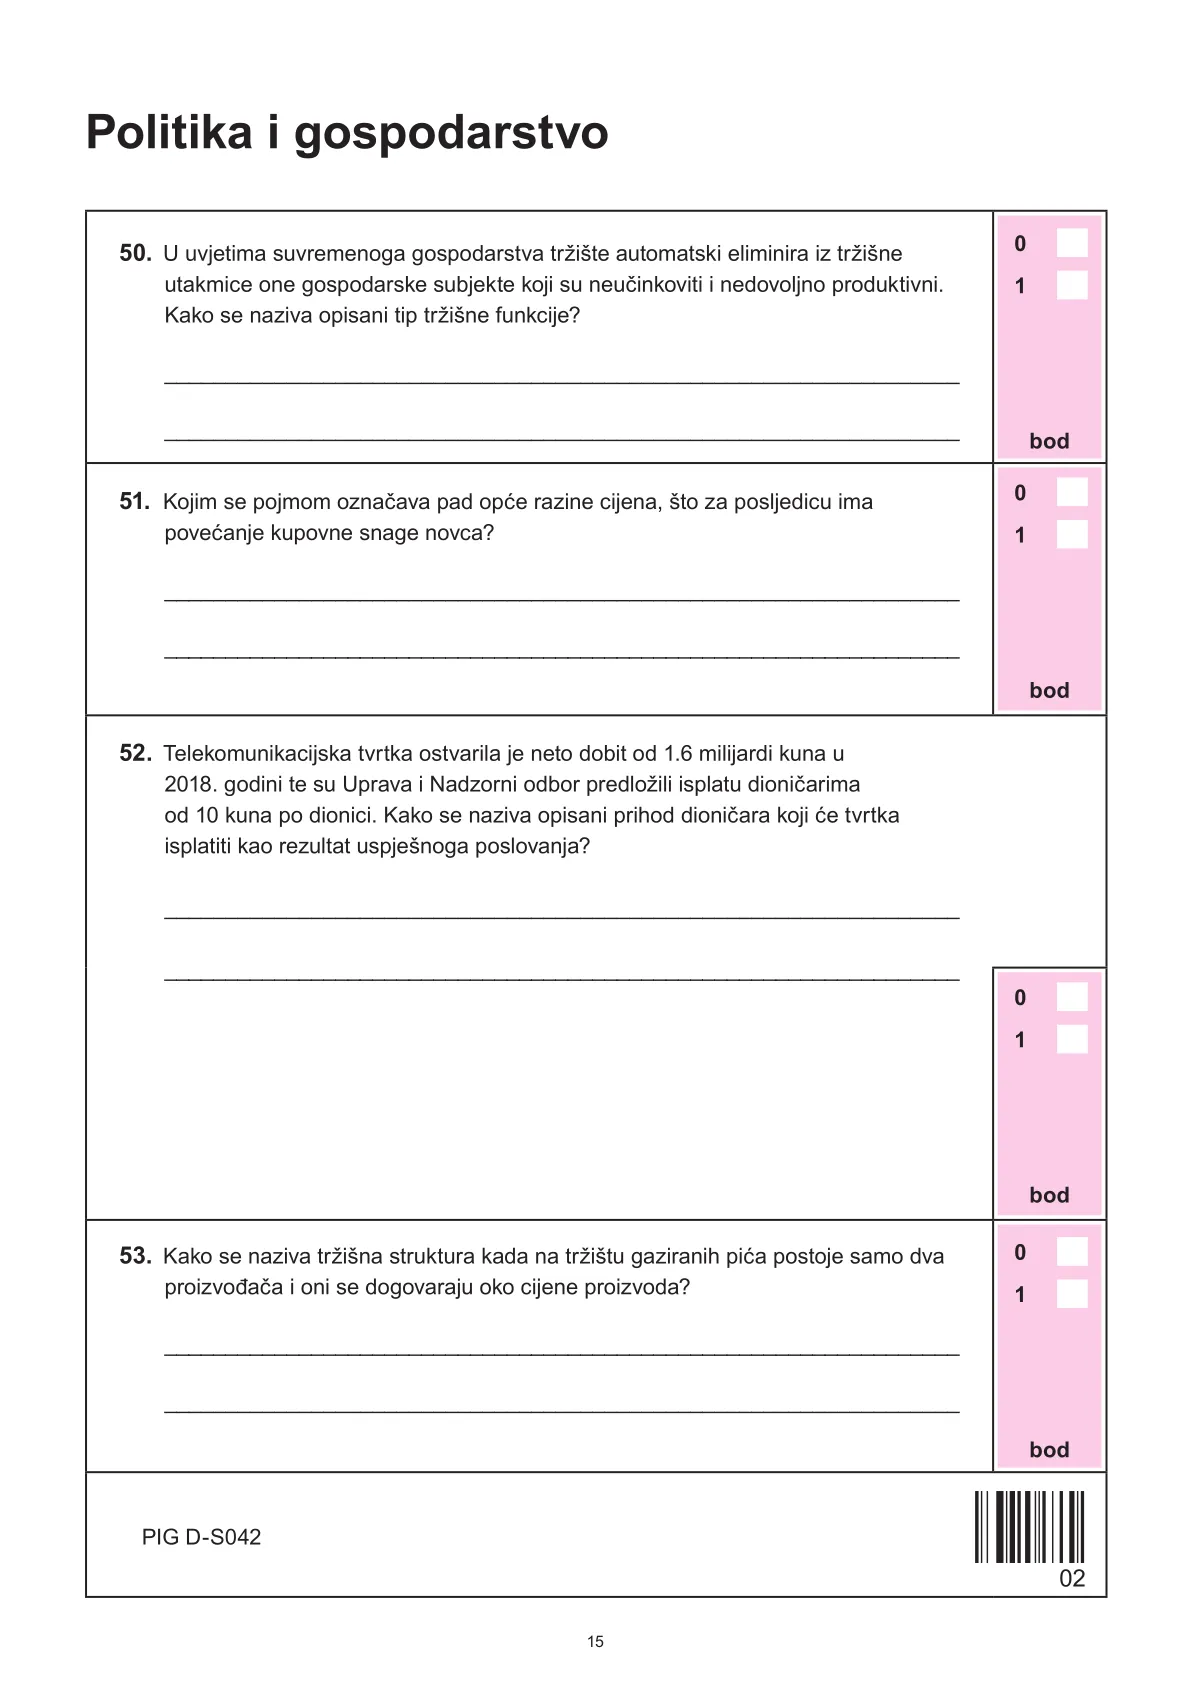 Politika i gospodarstvo
50. U uvjetima suvremenoga gospodarstva tržište automatski eliminira iz tržišne
utakmice one gospodarske subjekte koji su neučinkoviti i nedovoljno produktivni.
Kako se naziva opisani tip tržišne funkcije?
0
1
bod
51. Kojim se pojmom označava pad opće razine cijena, što za posljedicu ima
povećanje kupovne snage novca?
0
1
bod
52. Telekomunikacijska tvrtka ostvarila je neto dobit od 1.6 milijardi kuna u
2018. godini te su Uprava i Nadzorni odbor predložili isplatu dioničarima
od 10 kuna po dionici. Kako se naziva opisani prihod dioničara koji će tvrtka
isplatiti kao rezultat uspješnoga poslovanja?
0
1
bod
53. Kako se naziva tržišna struktura kada na tržištu gaziranih pića postoje samo dva
proizvođača i oni se dogovaraju oko cijene proizvoda?
0
1
bod
PIG D-S042
02
15